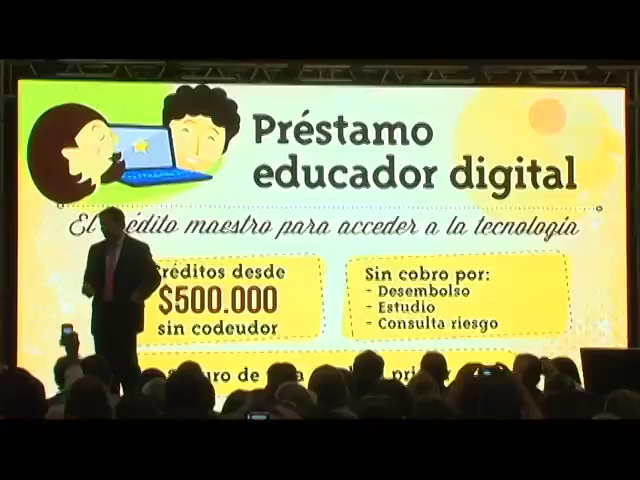 Préstamo
educador digital
El crédito maestro para acceder a la tecnología
Créditos desde
$500.000
sin codeudor
Sin cobro por:
- Desembolso
- Estudio
- Consulta riesgo
de